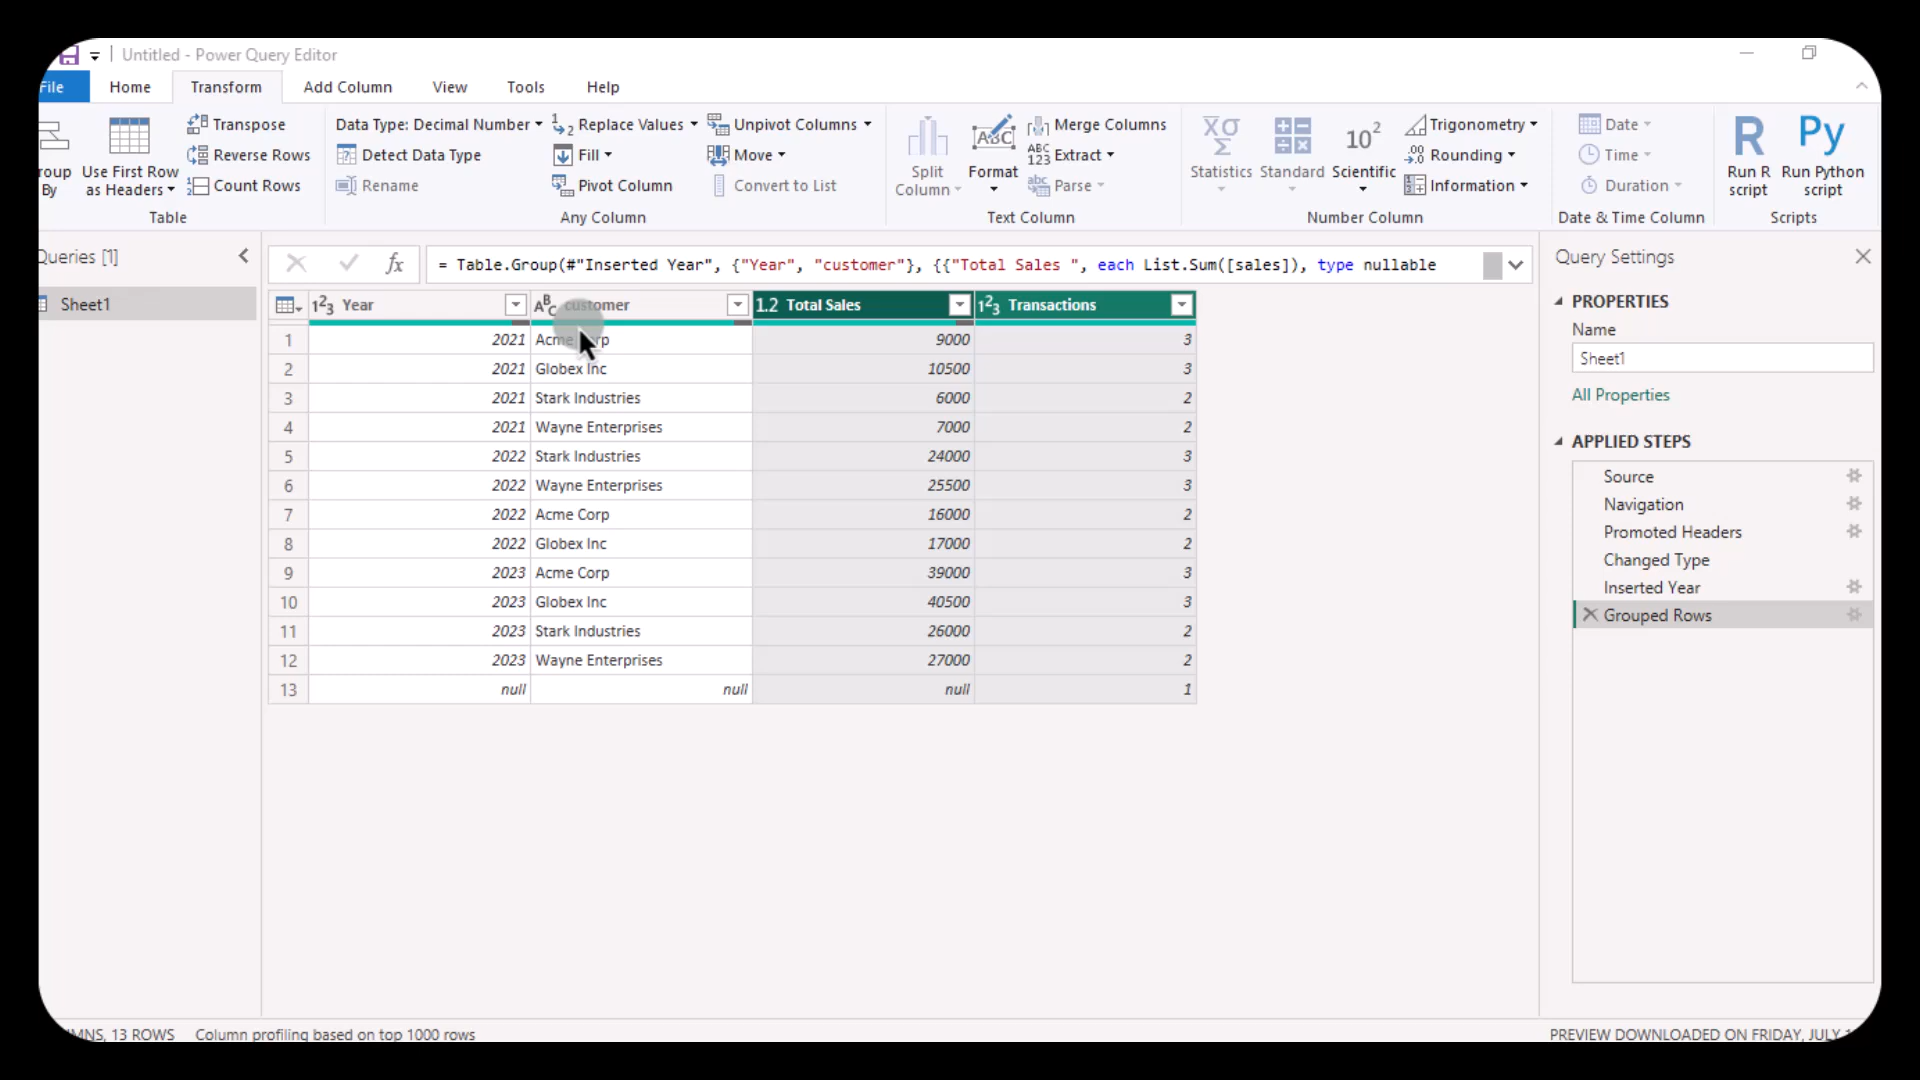 Untitled - Power Query Editor
File
Home
Transform
Add Column
View
Tools
Help
Group By
Use First Row as Headers
Transpose
Reverse Rows
Count Rows
Table
Data Type: Decimal Number
Detect Data Type
Rename
Replace Values
Fill
Pivot Column
Unpivot Columns
Move
Convert to List
Any Column
Split Column
Format
Merge Columns
Extract
Parse
Text Column
Statistics
Standard
Scientific
Trigonometry
Rounding
Information
Number Column
Date
Time
Duration
Date & Time Column
Run R script
Run Python script
Scripts
Queries [1]
Sheet1
= Table.Group(#"Inserted Year", {"Year", "customer"}, {{"Total Sales ", each List.Sum([sales]), type nullable
Year customer Total Sales Transactions
1 2021 Acme Corp 9000 3
2 2021 Globex Inc 10500 3
3 2021 Stark Industries 6000 2
4 2021 Wayne Enterprises 7000 2
5 2022 Stark Industries 24000 3
6 2022 Wayne Enterprises 25500 3
7 2022 Acme Corp 16000 2
8 2022 Globex Inc 17000 2
9 2023 Acme Corp 39000 3
10 2023 Globex Inc 40500 3
11 2023 Stark Industries 26000 2
12 2023 Wayne Enterprises 27000 2
13 null null null 1
Query Settings
PROPERTIES
Name
Sheet1
All Properties
APPLIED STEPS
Source
Navigation
Promoted Headers
Changed Type
Inserted Year
Grouped Rows
13 ROWS
Column profiling based on top 1000 rows
PREVIEW DOWNLOADED ON FRIDAY, JULY